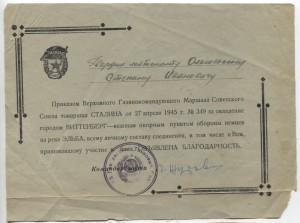 Гвардии
Степану Ивановичу
Приказом Верховного Главнокомандующего Маршала Советского
Союза товарища СТАЛИНА от 27 апреля 1945 г. № 349 за овладение
городом ВИТТЕНБЕРГ—важным опорным пунктом обороны немцев
на реке ЭЛЬБА, всему личному составу соединения, в том числе и Вам,
принимавшему участие в ОБЪЯВЛЕНА БЛАГОДАРНОСТЬ.
Командир